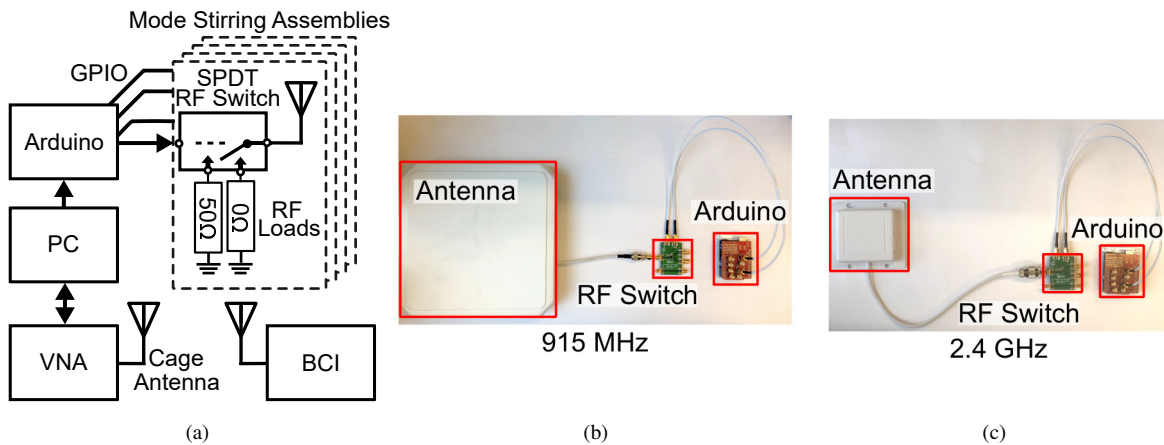 Mode Stirring Assemblies
GPIO
SPDT
RF Switch
Arduino
50Ω
0Ω
RF
Loads
PC
VNA
Cage
Antenna
BCI
(a)
Antenna
Arduino
RF Switch
915 MHz
(b)
Antenna
Arduino
RF Switch
2.4 GHz
(c)